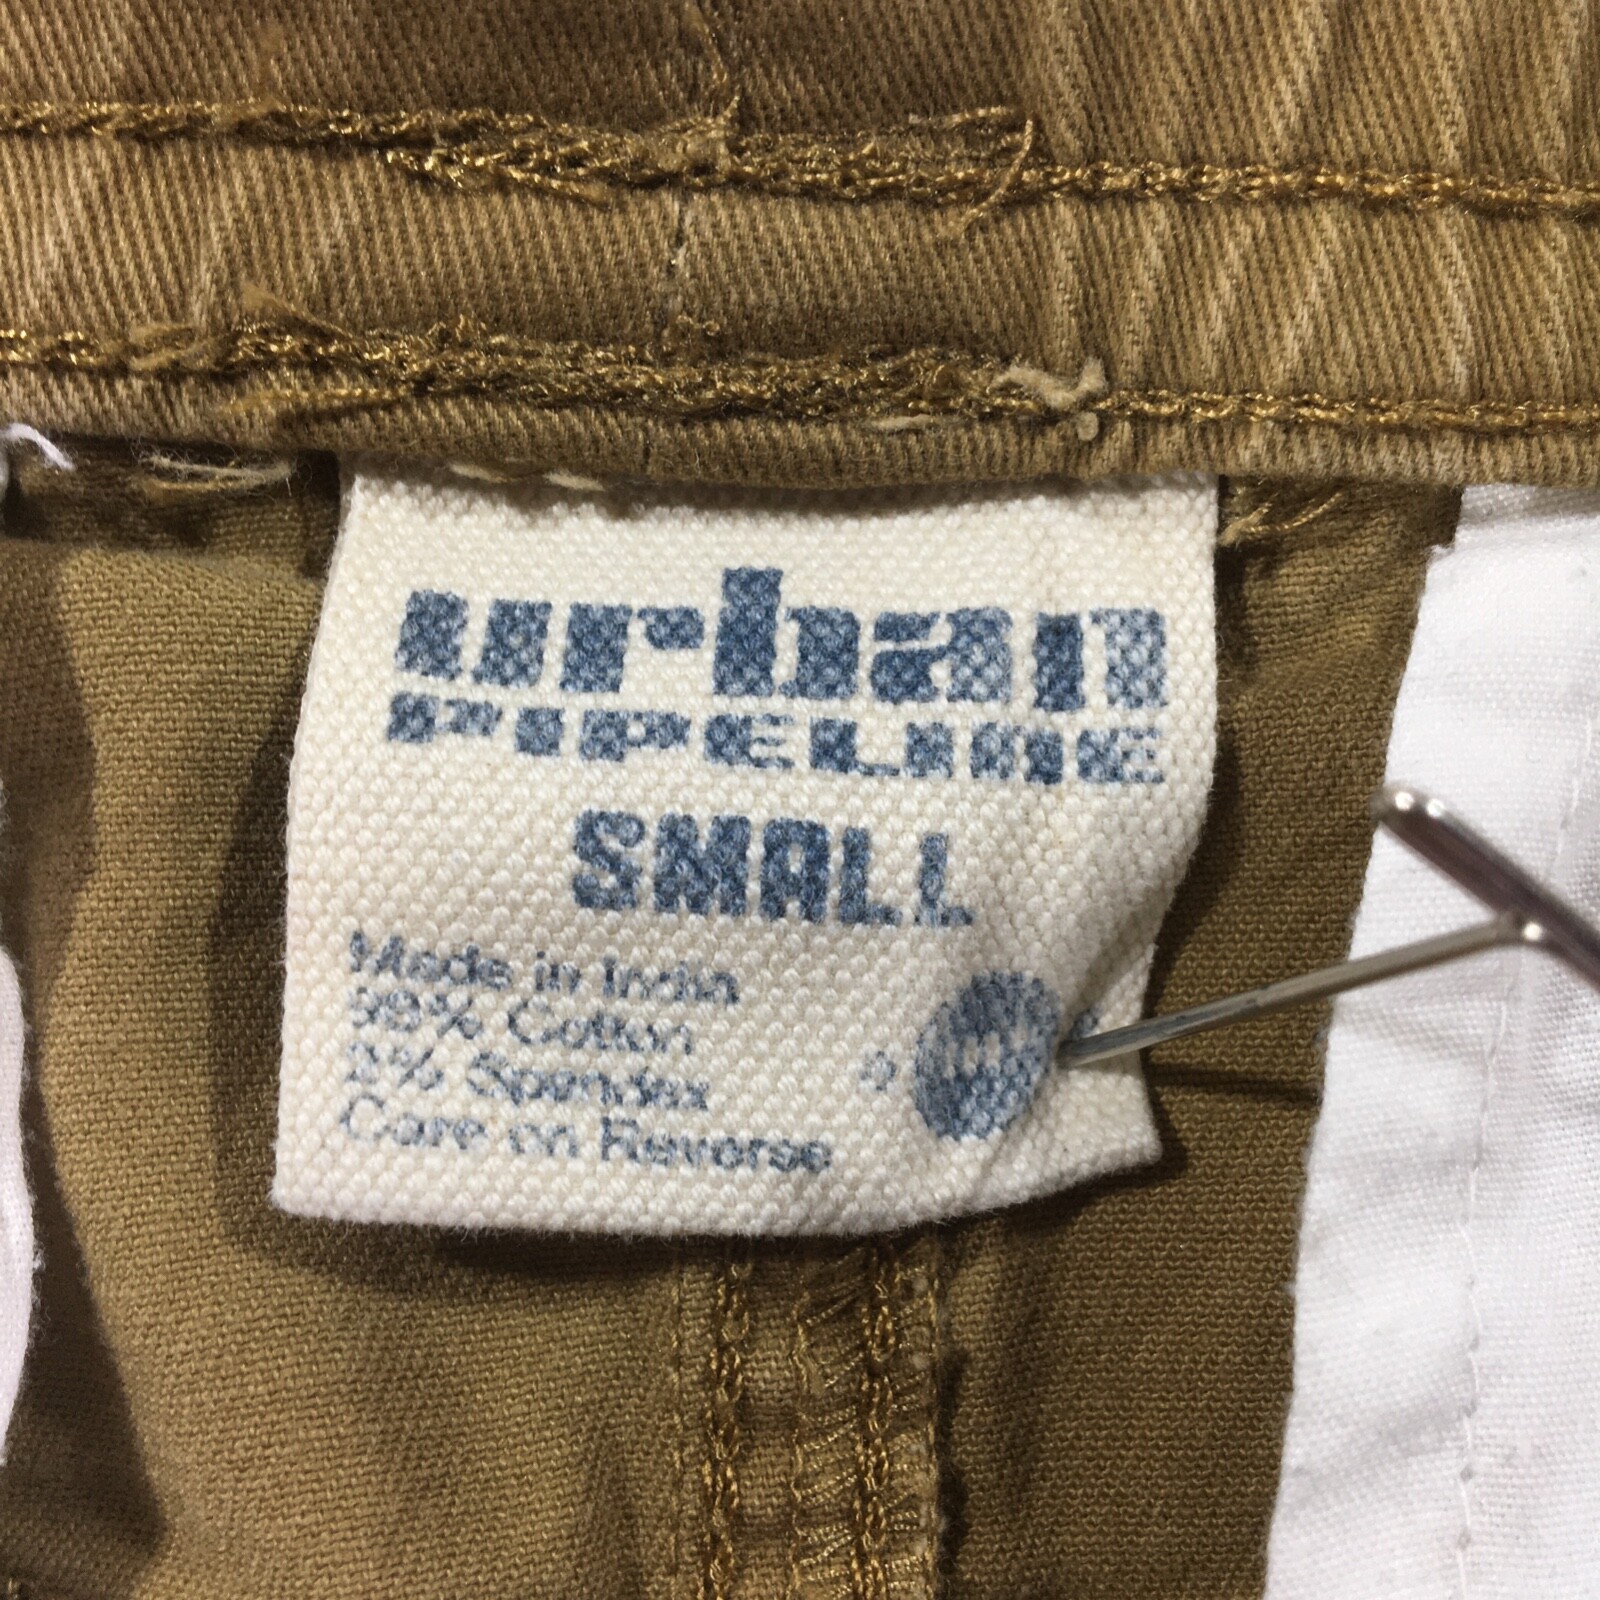 urban
PIPELINE
SMALL
Made in India
98% Cotton
2% Spandex
Care on Reverse